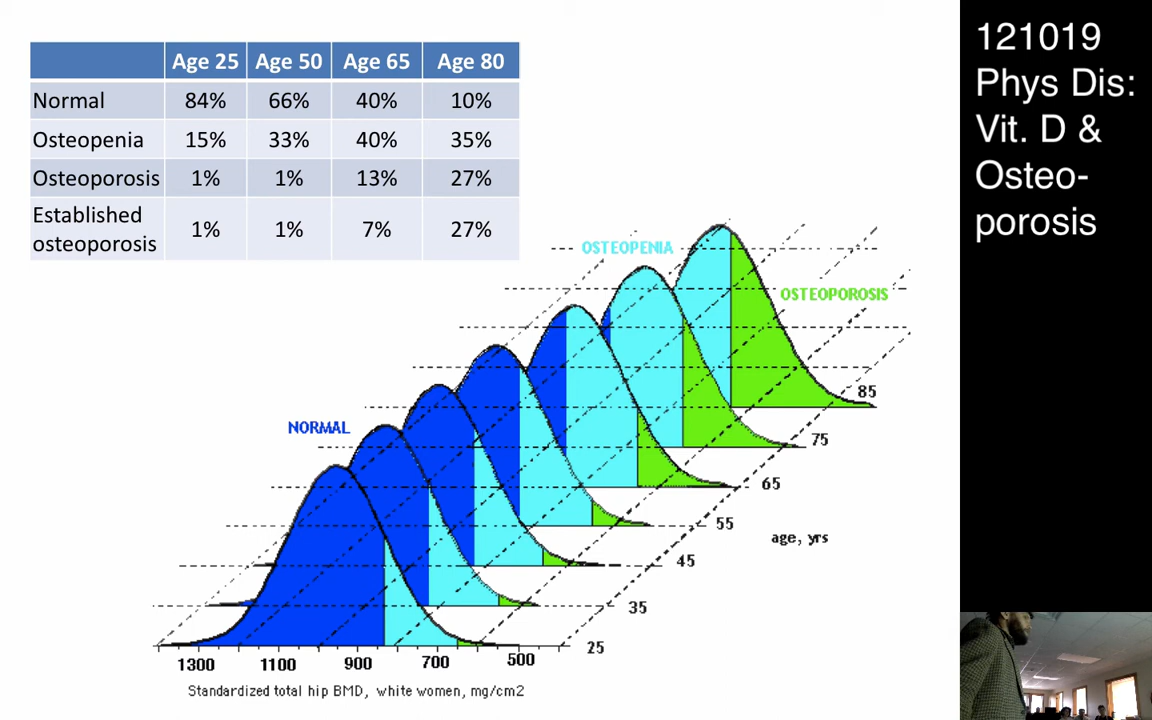 Age 25 Age 50 Age 65 Age 80
Normal 84% 66% 40% 10%
Osteopenia 15% 33% 40% 35%
Osteoporosis 1% 1% 13% 27%
Established
osteoporosis 1% 1% 7% 27%
OSTEOPENIA
OSTEOPOROSIS
NORMAL
85
75
65
55
age, yrs
45
35
25
1300 1100 900 700 500
Standardized total hip BMD, white women, mg/cm2
121019
Phys Dis:
Vit. D &
Osteo-
porosis